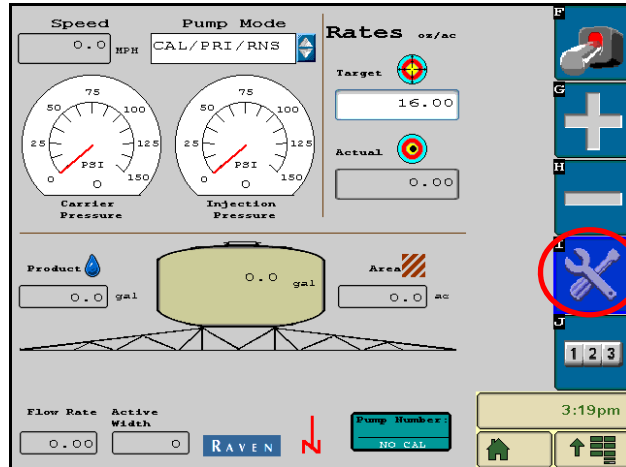 Speed
0.0 MPH
Pump Mode
CAL/PRI/RNS
Rates oz/ac
Target
16.00
Actual
0.00
75
50 100
25 125
PSI
0 0 150
Carrier
Pressure
75
50 100
25 125
PSI
0 0 150
Injection
Pressure
Product
0.0 gal
0.0 gal
Area
0.0 ac
Flow Rate
0.00
Active
Width
0
RAVEN
Pump Number:
NO CAL
F
G
H
I
J
1 2 3
3:19pm